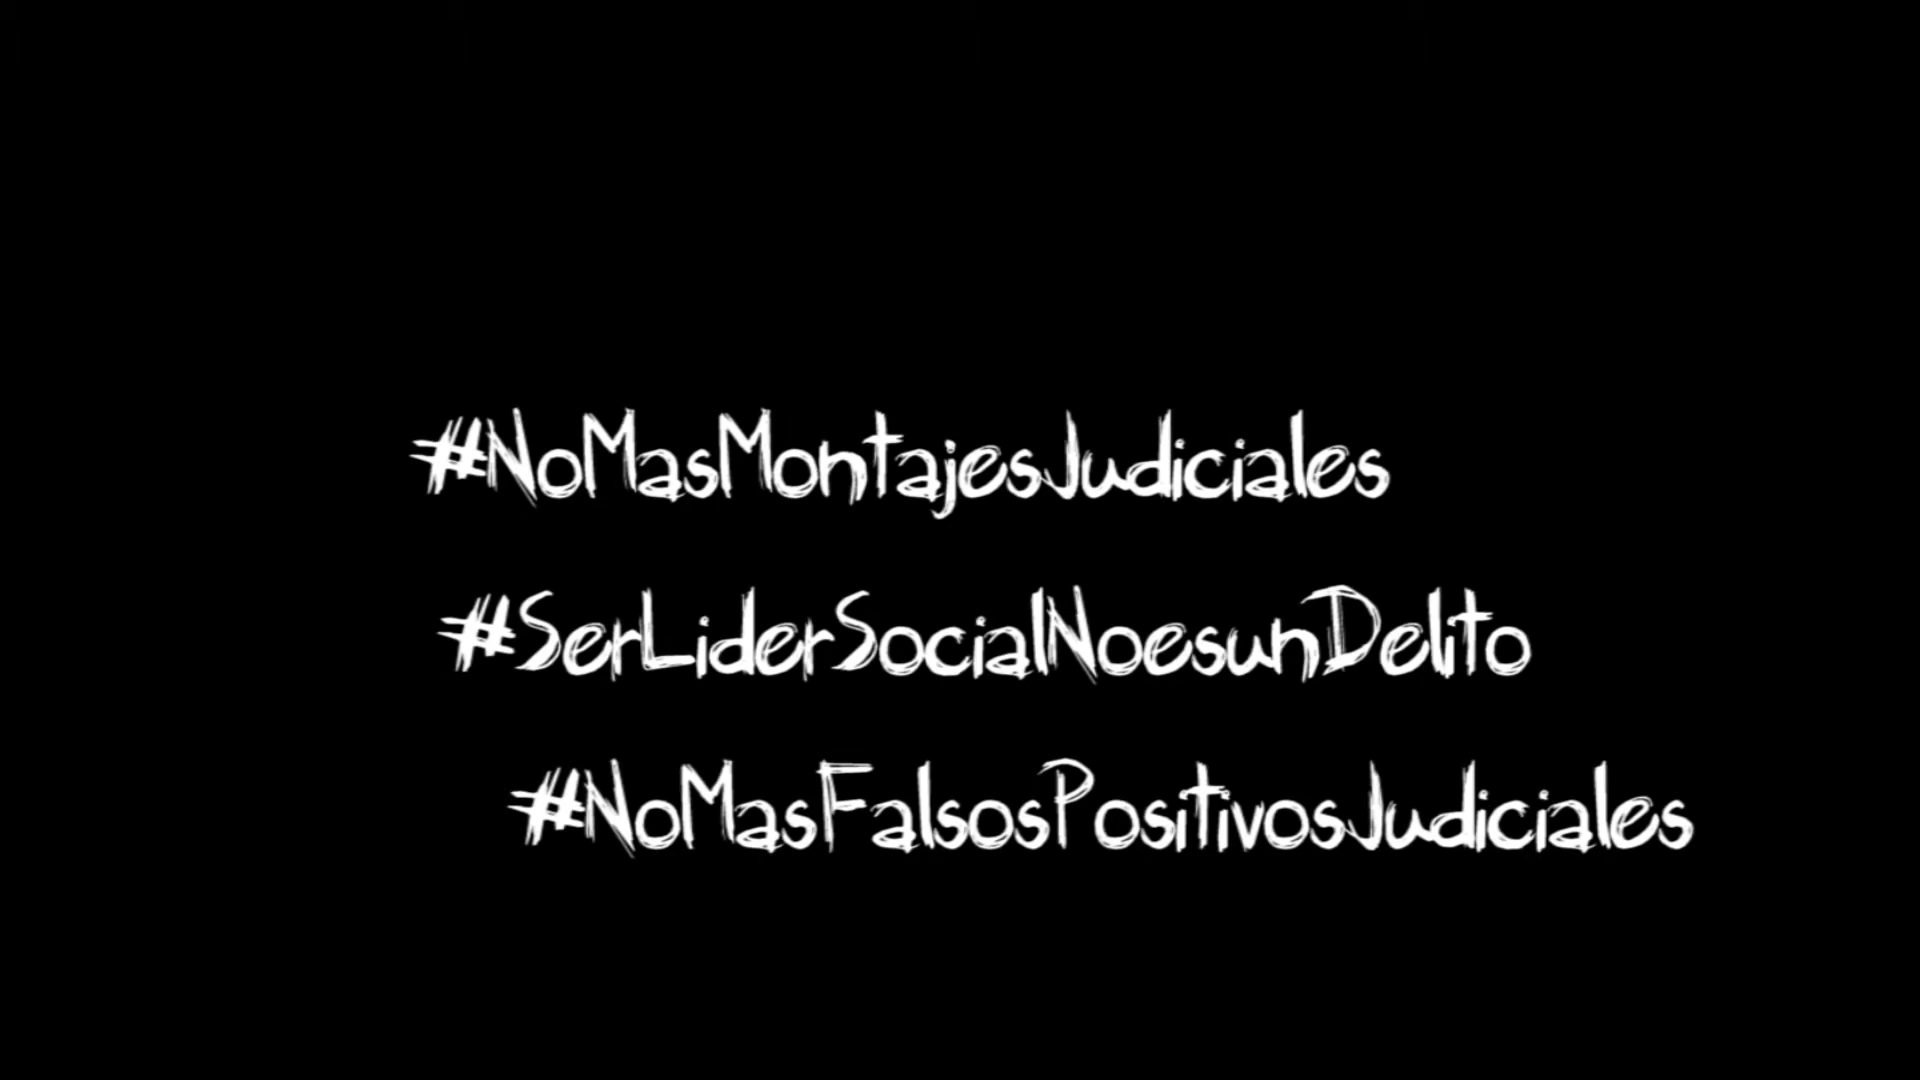 #NoMasMontajesJudiciales
#SerLiderSocialNoesunDelito
#NoMasFalsosPositivosJudiciales